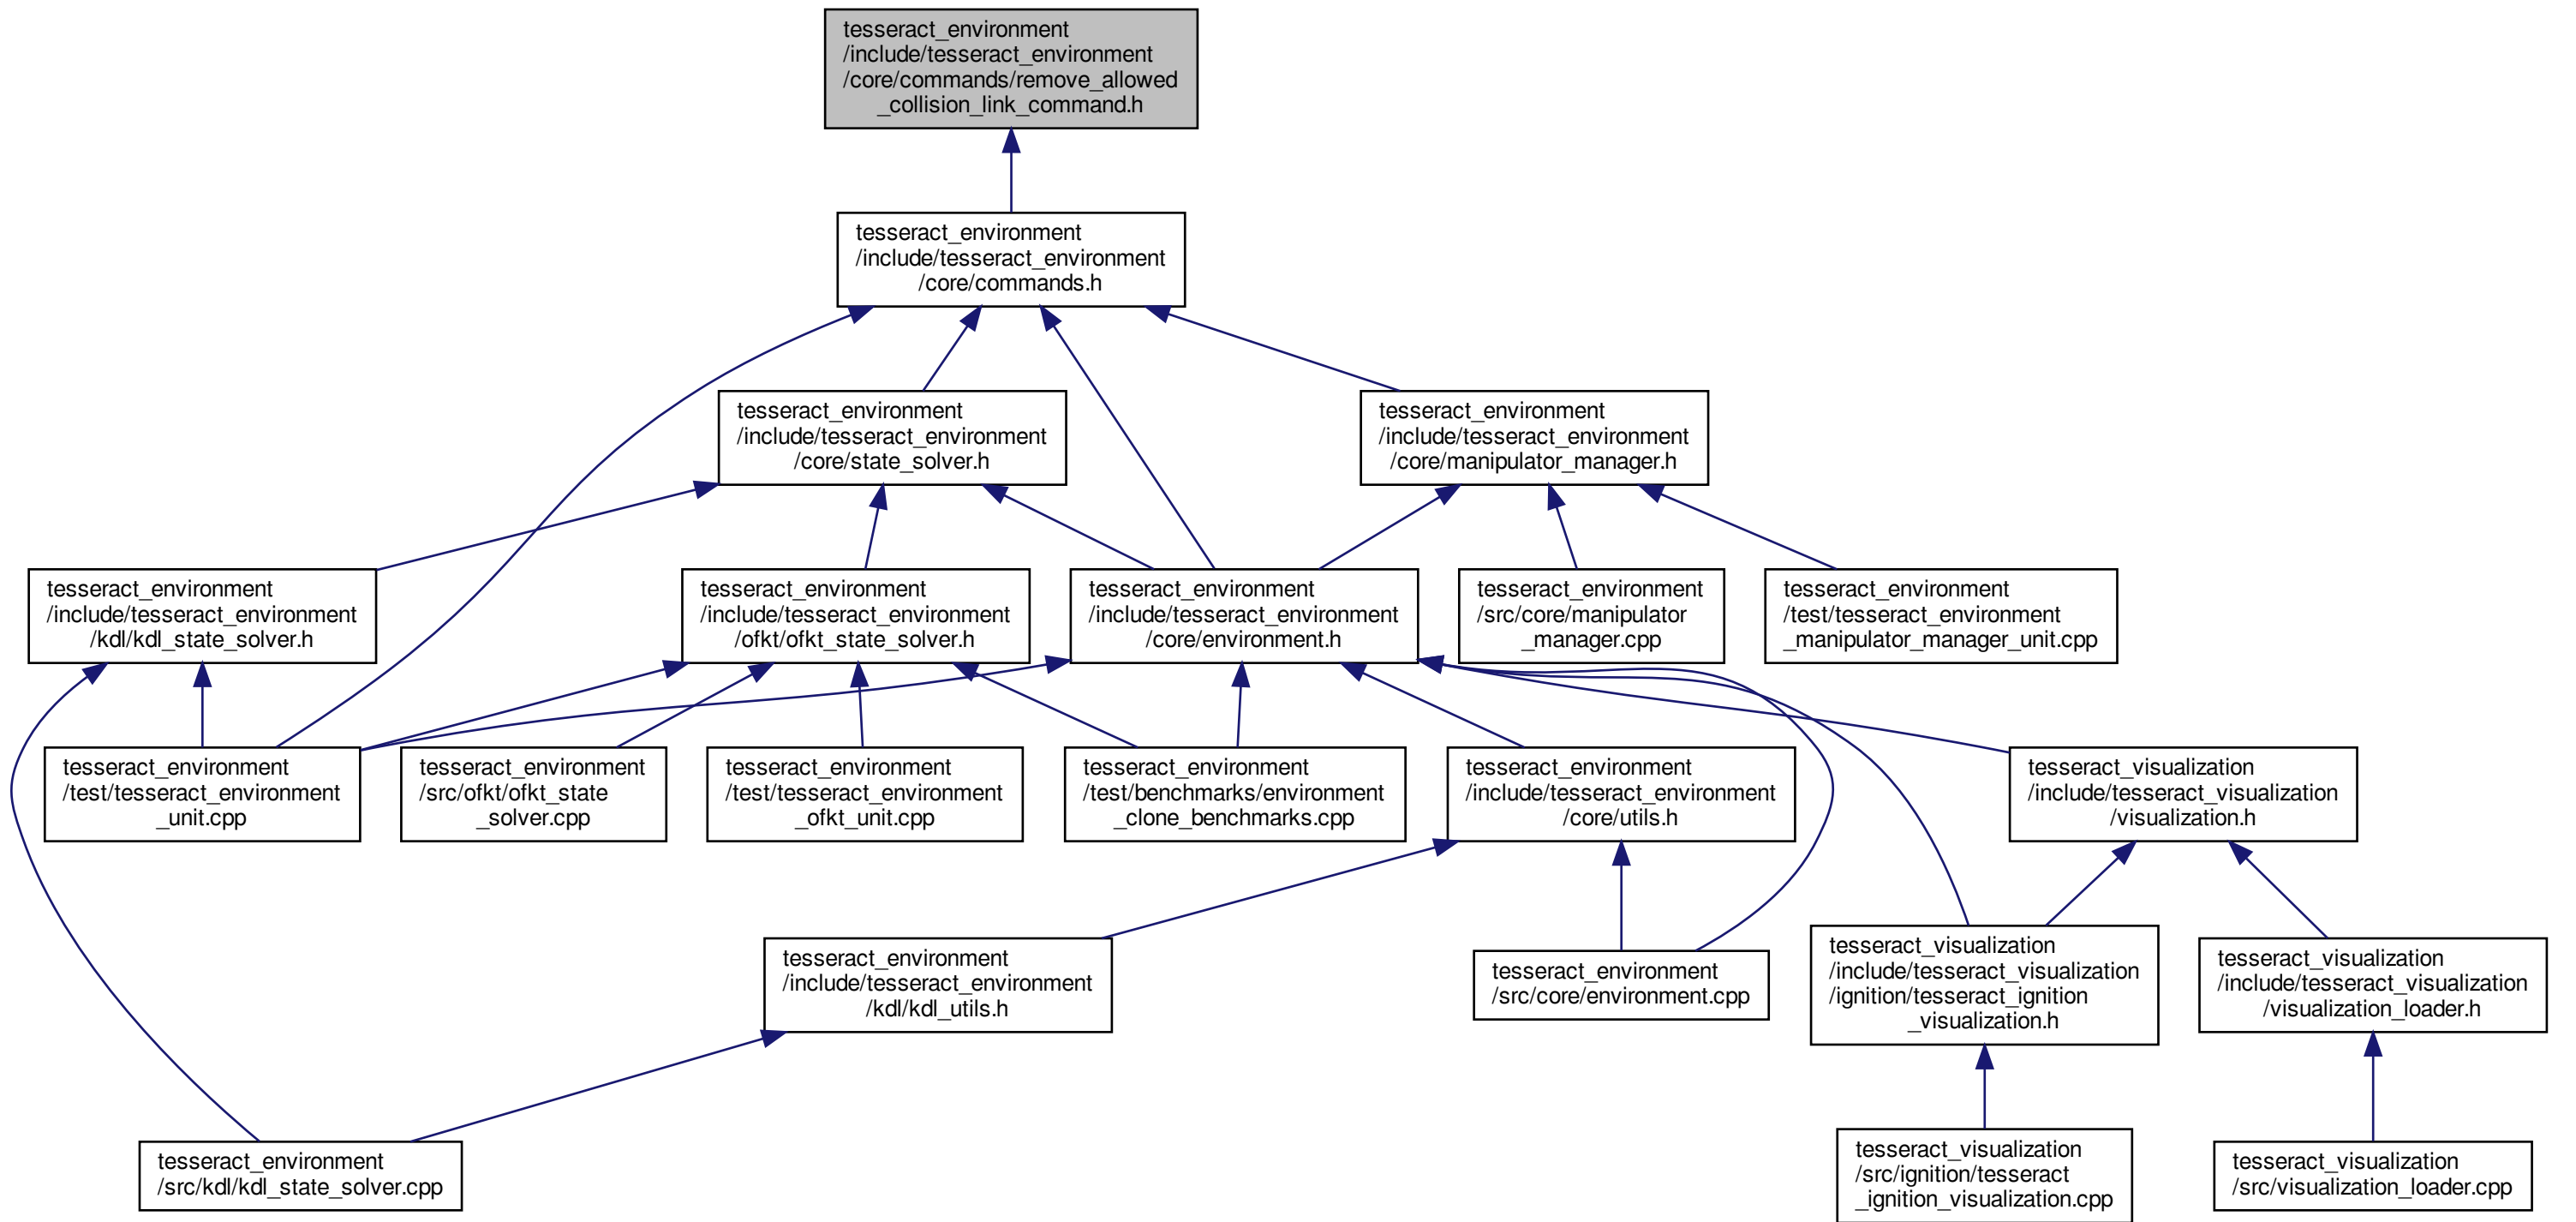 tesseract_environment
/include/tesseract_environment
/core/commands/remove_allowed
_collision_link_command.h
tesseract_environment
/include/tesseract_environment
/core/commands.h
tesseract_environment
/include/tesseract_environment
/core/state_solver.h
tesseract_environment
/include/tesseract_environment
/core/manipulator_manager.h
tesseract_environment
/include/tesseract_environment
/kdl/kdl_state_solver.h
tesseract_environment
/include/tesseract_environment
/ofkt/ofkt_state_solver.h
tesseract_environment
/include/tesseract_environment
/core/environment.h
tesseract_environment
/src/core/manipulator
_manager.cpp
tesseract_environment
/test/tesseract_environment
_manipulator_manager_unit.cpp
tesseract_environment
/test/tesseract_environment
_unit.cpp
tesseract_environment
/src/ofkt/ofkt_state
_solver.cpp
tesseract_environment
/test/tesseract_environment
_ofkt_unit.cpp
tesseract_environment
/test/benchmarks/environment
_clone_benchmarks.cpp
tesseract_environment
/include/tesseract_environment
/core/utils.h
tesseract_visualization
/include/tesseract_visualization
/visualization.h
tesseract_environment
/include/tesseract_environment
/kdl/kdl_utils.h
tesseract_environment
/src/core/environment.cpp
tesseract_visualization
/include/tesseract_visualization
/ignition/tesseract_ignition
_visualization.h
tesseract_visualization
/include/tesseract_visualization
/visualization_loader.h
tesseract_environment
/src/kdl/kdl_state_solver.cpp
tesseract_visualization
/src/ignition/tesseract
_ignition_visualization.cpp
tesseract_visualization
/src/visualization_loader.cpp